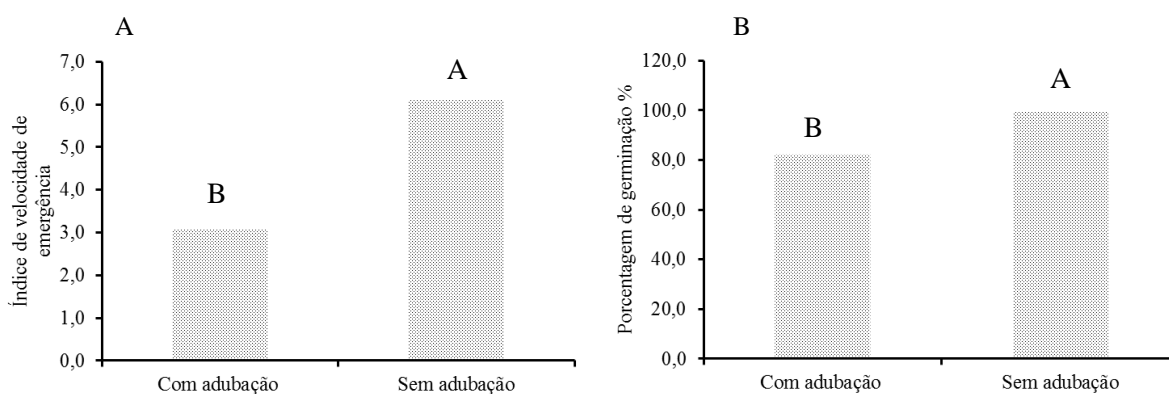 A
7,0
6,0
5,0
4,0
3,0
2,0
1,0
0,0
Índice de velocidade de
emergência
B
A
Com adubação
Sem adubação
B
120,0
100,0
80,0
60,0
40,0
20,0
0,0
Porcentagem de germinação %
B
A
Com adubação
Sem adubação